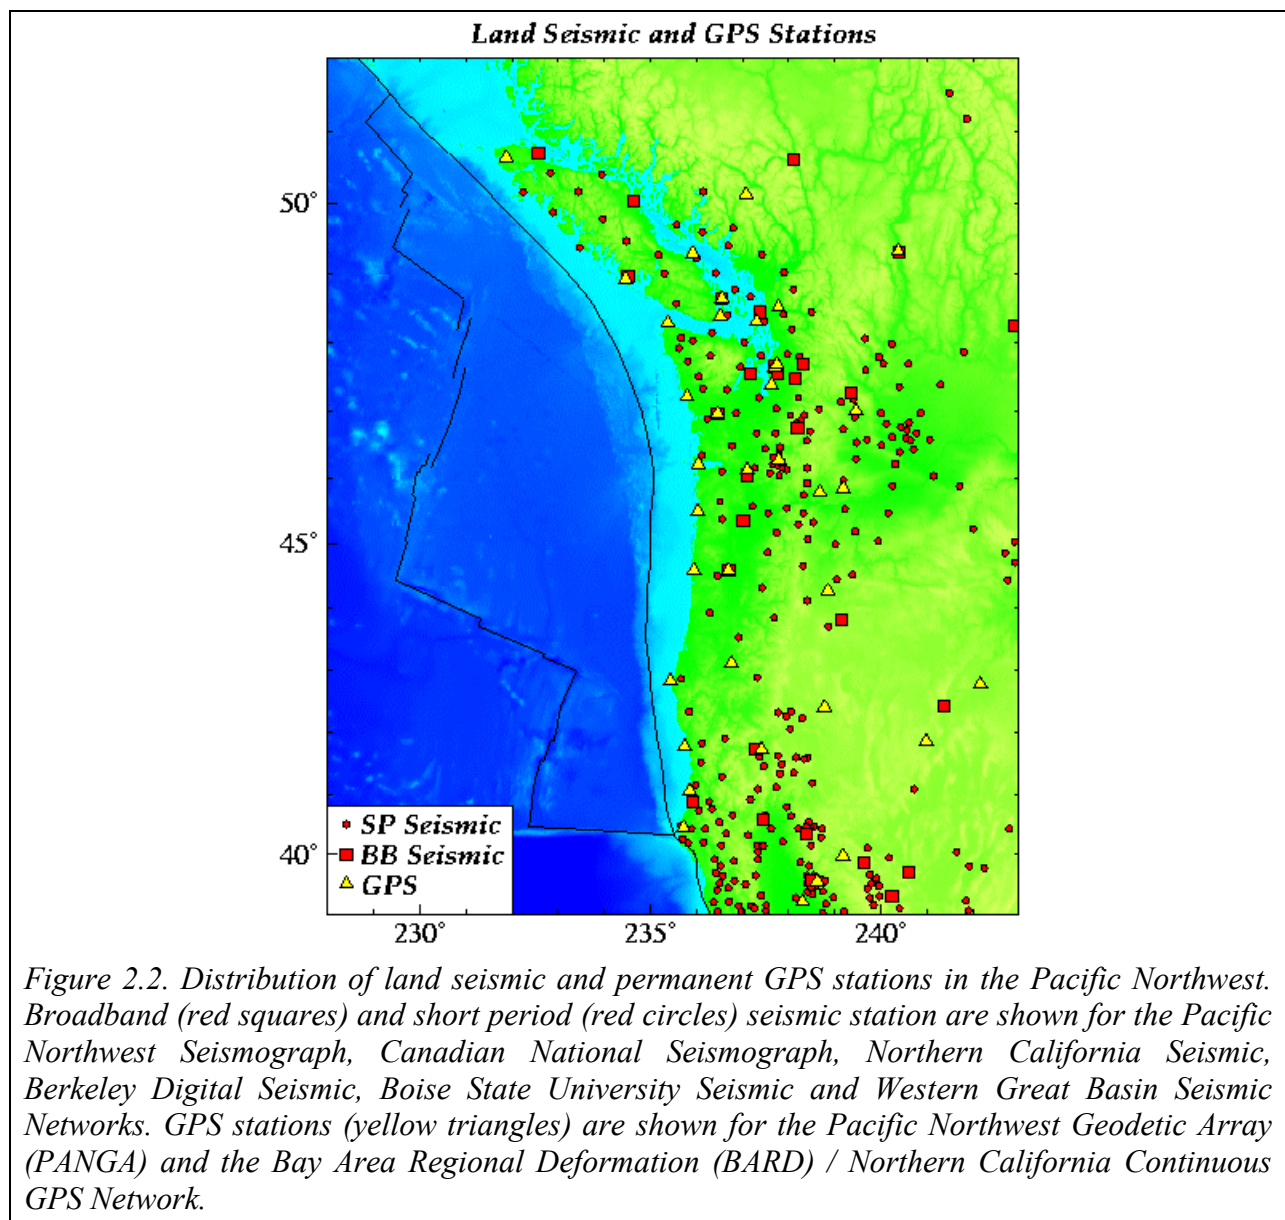 Land Seismic and GPS Stations
50°
45°
40°
SP Seismic
BB Seismic
GPS
230°
235°
240°
Figure 2.2. Distribution of land seismic and permanent GPS stations in the Pacific Northwest.
Broadband (red squares) and short period (red circles) seismic station are shown for the Pacific
Northwest Seismograph, Canadian National Seismograph, Northern California Seismic,
Berkeley Digital Seismic, Boise State University Seismic and Western Great Basin Seismic
Networks. GPS stations (yellow triangles) are shown for the Pacific Northwest Geodetic Array
(PANGA) and the Bay Area Regional Deformation (BARD) / Northern California Continuous
GPS Network.